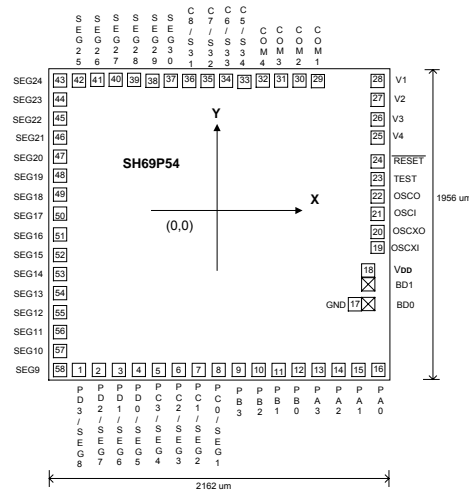 SEG25
SEG26
SEG27
SEG28
SEG29
SEG30
C8/S31
C7/S32
C6/S33
C5/S34
COM4
COM3
COM2
COM1
SEG24 43 42 41 40 39 38 37 36 35 34 33 32 31 30 29 28 V1
SEG23 44 27 V2
SEG22 45 26 V3
SEG21 46 25 V4
SEG20 47 24 RESET
SEG19 48 23 TEST
SEG18 49 22 OSCO
SEG17 50 21 OSCI
SEG16 51 20 OSCXO
SEG15 52 19 OSCXI
SEG14 53 18 VDD
SEG13 54 BD1
SEG12 55 GND 17 BD0
SEG11 56
SEG10 57
SEG9 58 1 2 3 4 5 6 7 8 9 10 11 12 13 14 15 16
Y
SH69P54
X
(0,0)
1956 um
PD3/SEG8
PD2/SEG7
PD1/SEG6
PD0/SEG5
PC3/SEG4
PC2/SEG3
PC1/SEG2
PC0/SEG1
PB3
PB2
PB1
PB0
PA3
PA2
PA1
PA0
2162 um